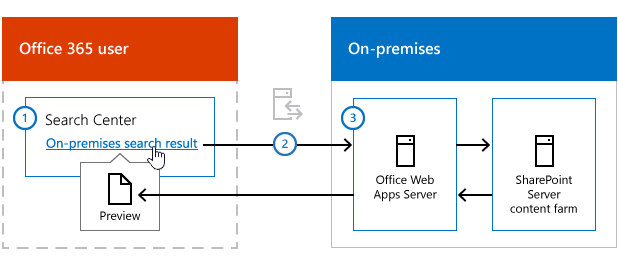 Office 365 user
On-premises
1
Search Center
On-premises search result
2
3
Office Web
Apps Server
SharePoint
Server
content farm
Preview